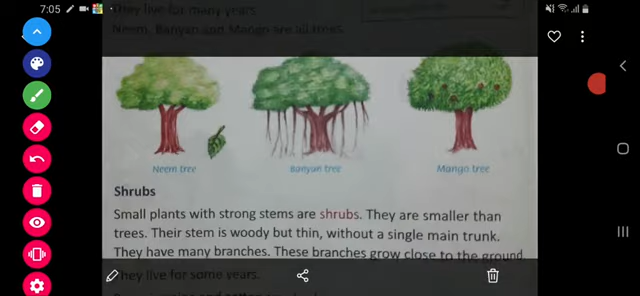 7:05
They live for many years
Neem, Banyan and Mango are all trees.
Neem tree
Banyan tree
Mango tree
Shrubs
Small plants with strong stems are shrubs. They are smaller than
trees. Their stem is woody but thin, without a single main trunk.
They have many branches. These branches grow close to the ground.
They live for some years.